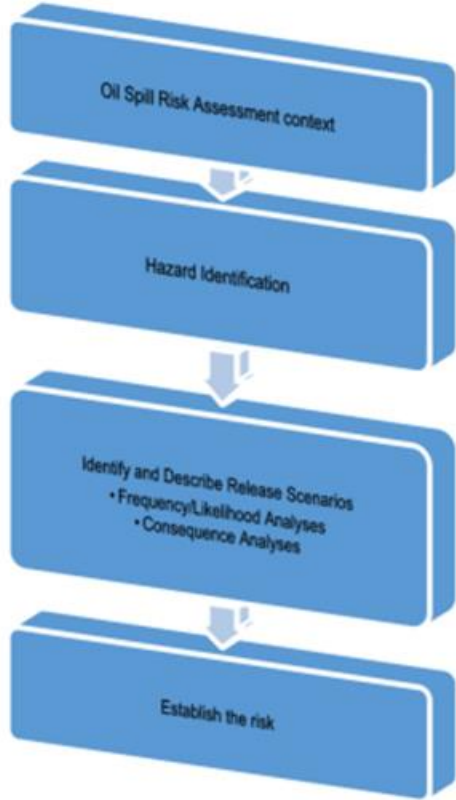 Oil Spill Risk Assessment context
Hazard Identification
Identify and Describe Release Scenarios
• Frequency/Likelihood Analyses
• Consequence Analyses
Establish the risk